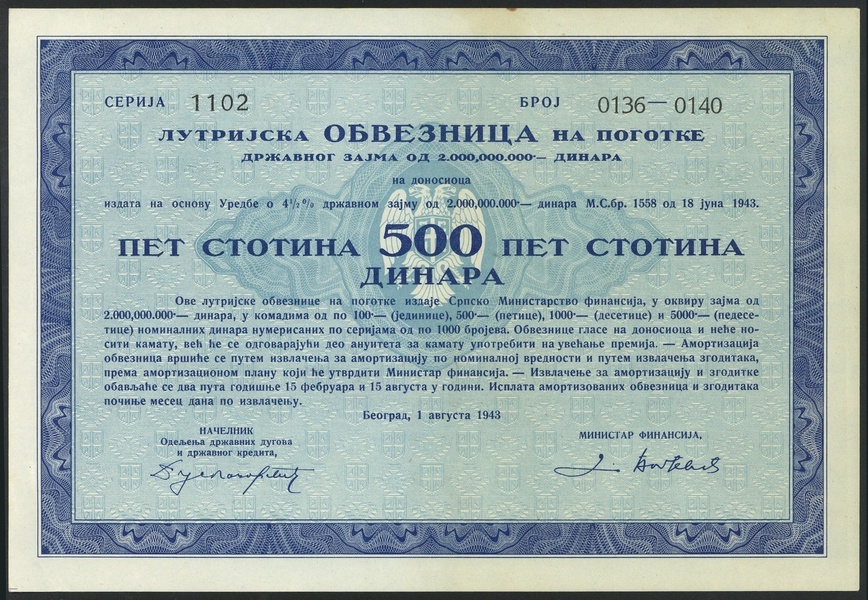 СЕРИЈА 1102 БРОЈ 0136— 0140
ЛУТРИЈСКА ОБВЕЗНИЦА НА ПОГОТКЕ
ДРЖАВНОГ ЗАЈМА ОД 2.000,000.000·— ДИНАРА
на доносиоца
издата на основу Уредбе о 4½% државном зајму од 2.000,000.000·— динара М.С.бр. 1558 од 18 јуна 1943.
ПЕТ СТОТИНА 500 ПЕТ СТОТИНА
ДИНАРА
Ове лутријске обвезнице на поготке издаје Српско Министарство финансија, у оквиру зајма од
2.000,000.000·— динара, у комадима од по 100·— (јединице), 500·— (петице), 1000·— (десетице) и 5000·— (педесе-
тице) номиналних динара нумерисаних по серијама од по 1000 бројева. Обвезнице гласе на доносиоца и неће но-
сити камату, већ ће се одговарајући део ануитета за камату употребити на увећање премија. — Амортизација
обвезница вршиће се путем извлачења за амортизацију по номиналној вредности и путем извлачења згодитака,
према амортизационом плану који ће утврдити Министар финансија. — Извлачење за амортизацију и згодитке
обављаће се два пута годишње 15 фебруара и 15 августа у години. Исплата амортизованих обвезница и згодитака
почиње месец дана по извлачењу.
Београд, 1 августа 1943
НАЧЕЛНИК
Одељења државних дугова
и државног кредита,
МИНИСТАР ФИНАНСИЈА,